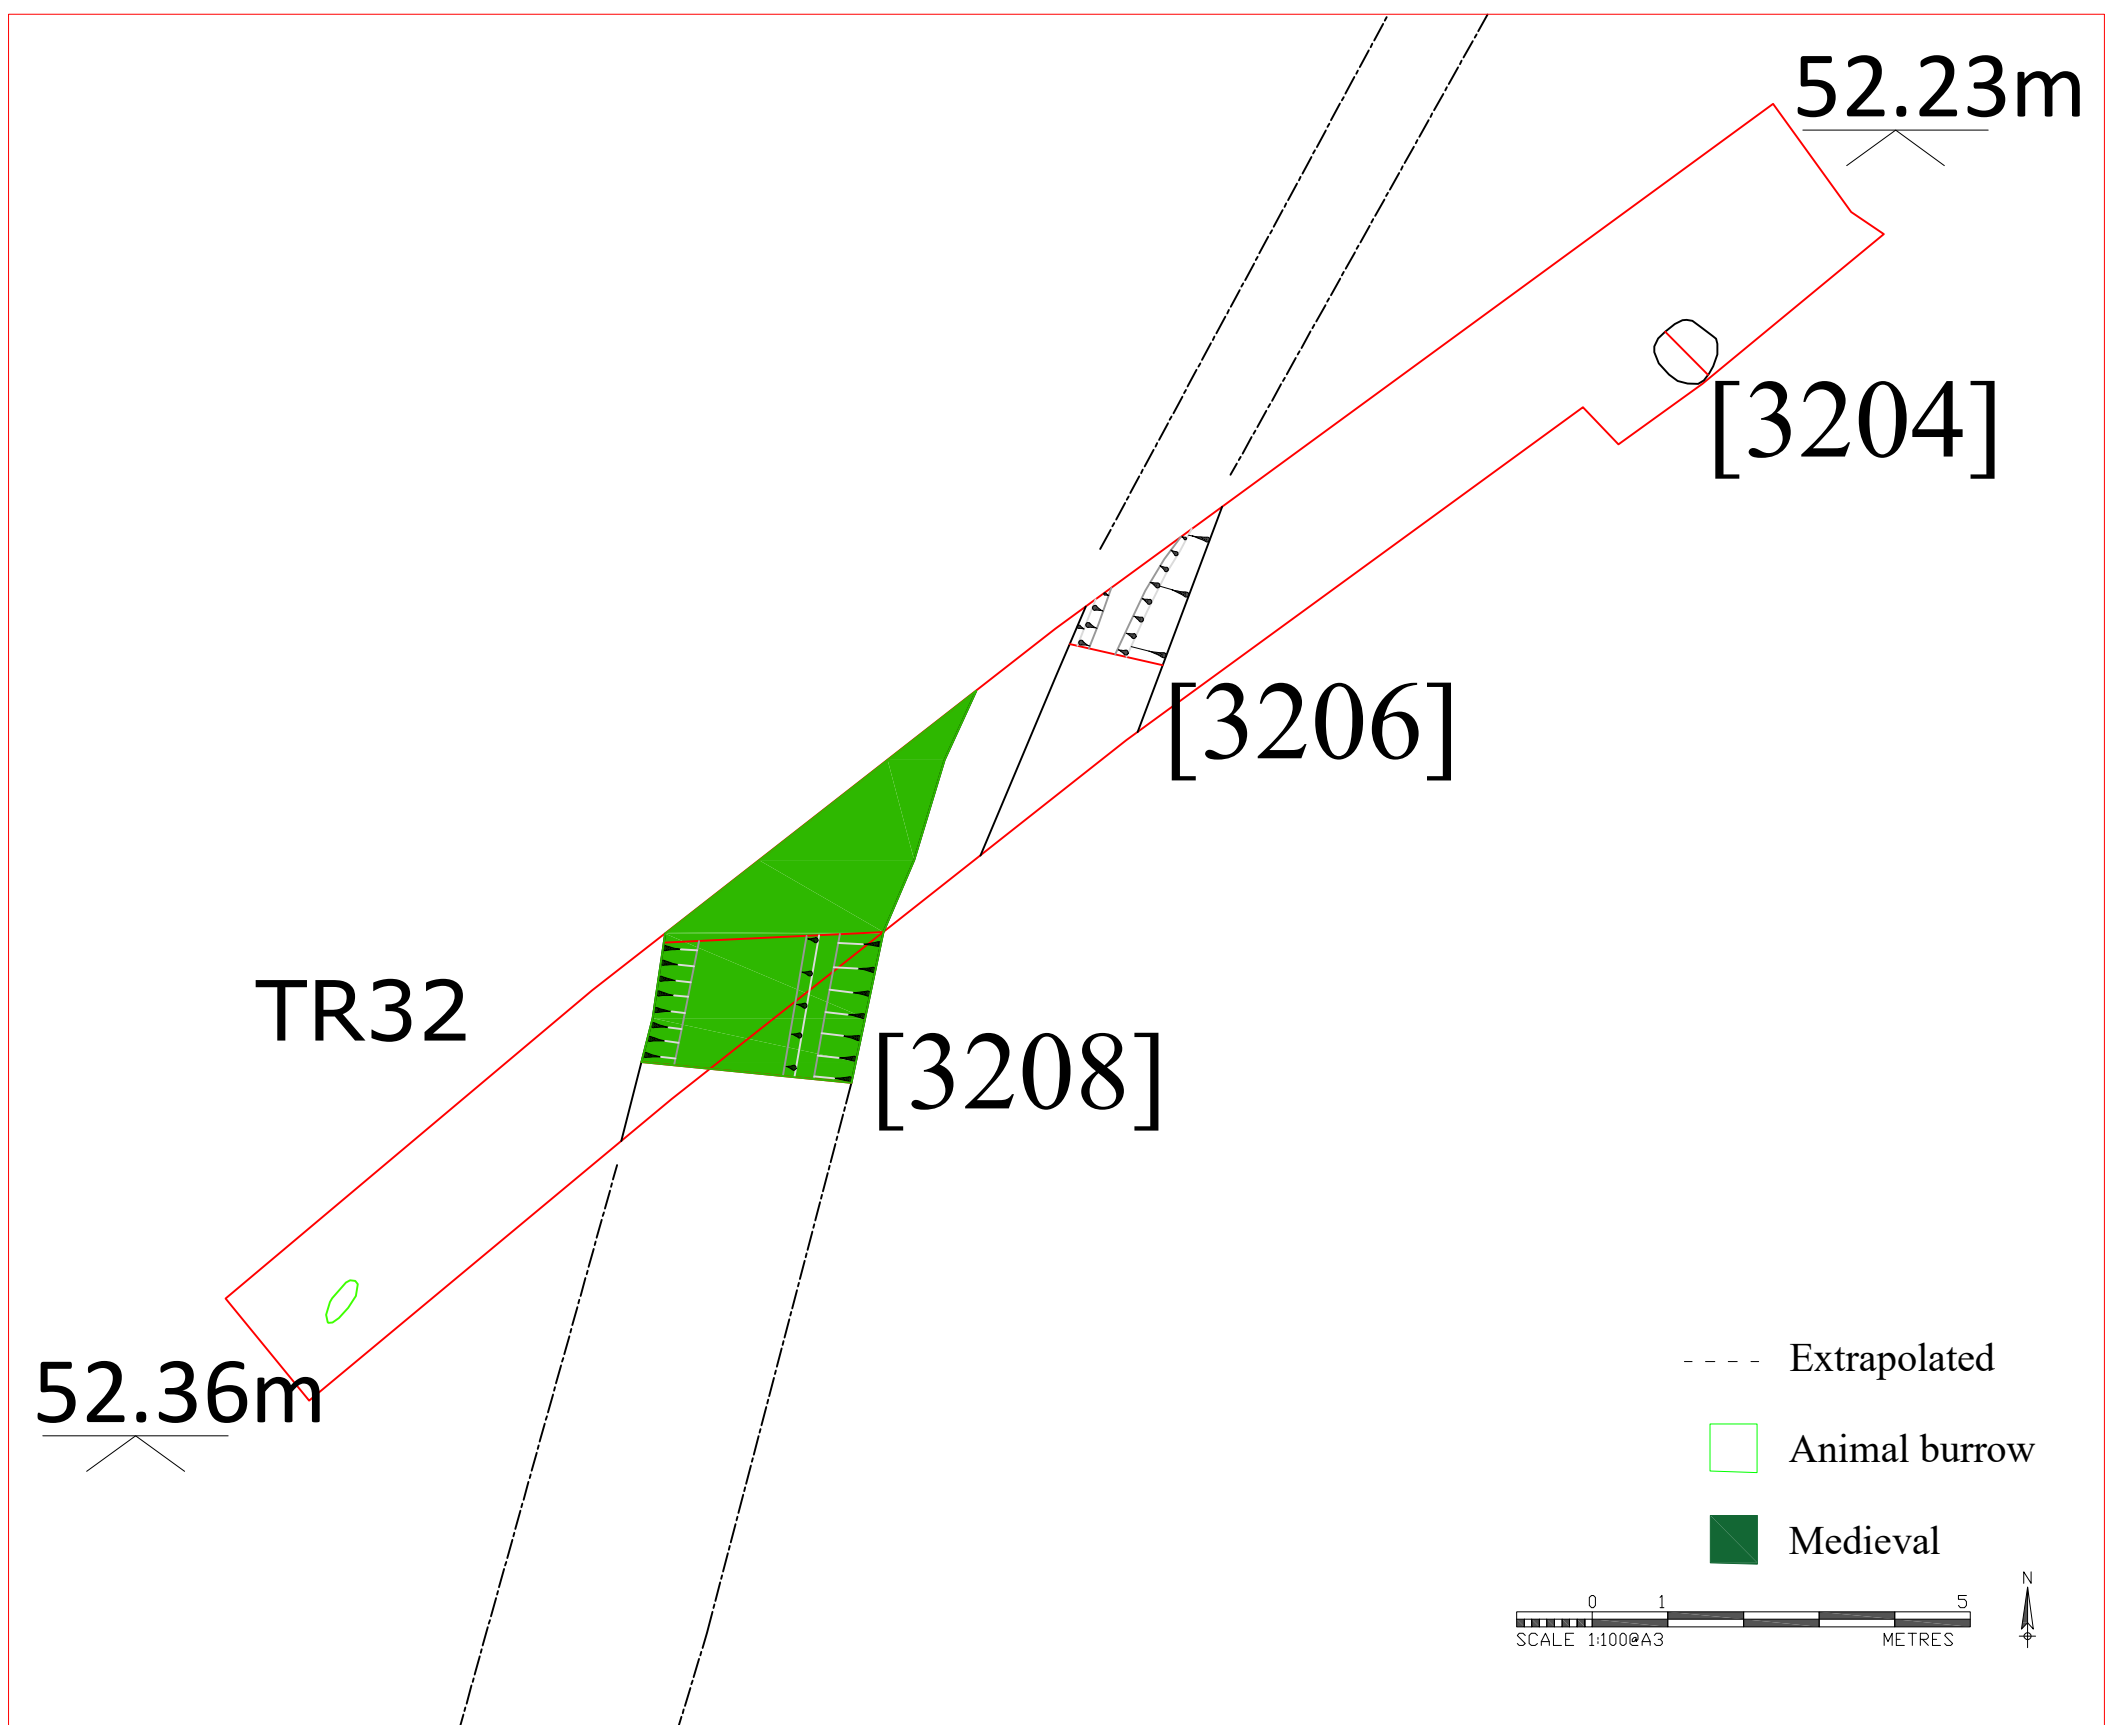 52.23m
[3204]
[3206]
TR32
[3208]
52.36m
Extrapolated
Animal burrow
Medieval
N
0 1 5
SCALE 1:100@A3 METRES